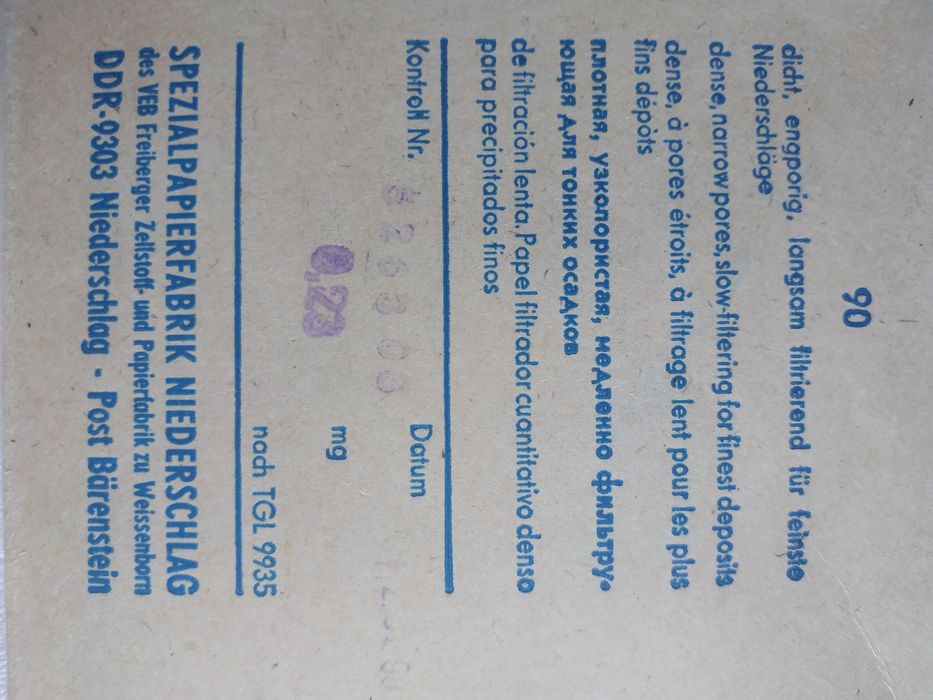 90
dicht, engporig, langsam filtrierend für feinste
Niederschläge
dense, narrow pores, slow-filtering for finest deposits
dense, à pores étroits, à filtrage lent pour les plus
fins dépòts
плотная, узкопористая, медленно фильтру-
ющая для тонких осадков
de filtración lenta. Papel filtrador cuantitativo denso
para precipitados finos
Kontroll Nr. Datum
0,23 mg
nach TGL 9935
SPEZIALPAPIERFABRIK NIEDERSCHLAG
des VEB Freiberger Zellstoff- und Papierfabrik zu Weissenborn
DDR-9303 Niederschlag - Post Bärenstein